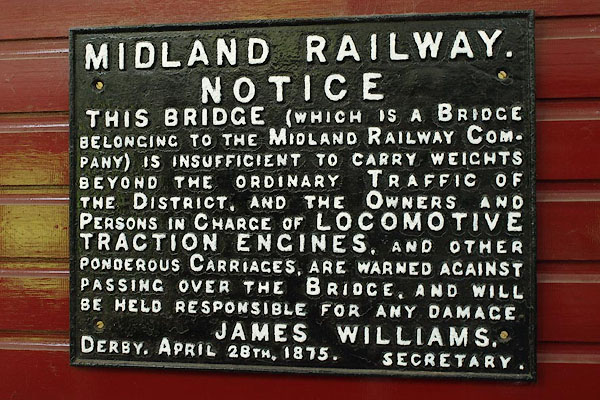 MIDLAND RAILWAY.
NOTICE
THIS BRIDGE (WHICH IS A BRIDGE
BELONGING TO THE MIDLAND RAILWAY COM-
PANY) IS INSUFFICIENT TO CARRY WEIGHTS
BEYOND THE ORDINARY TRAFFIC OF
THE DISTRICT, AND THE OWNERS AND
PERSONS IN CHARGE OF LOCOMOTIVE
TRACTION ENGINES, AND OTHER
PONDEROUS CARRIAGES, ARE WARNED AGAINST
PASSING OVER THE BRIDGE, AND WILL
BE HELD RESPONSIBLE FOR ANY DAMAGE
JAMES WILLIAMS.
DERBY. APRIL 28TH, 1875. SECRETARY.